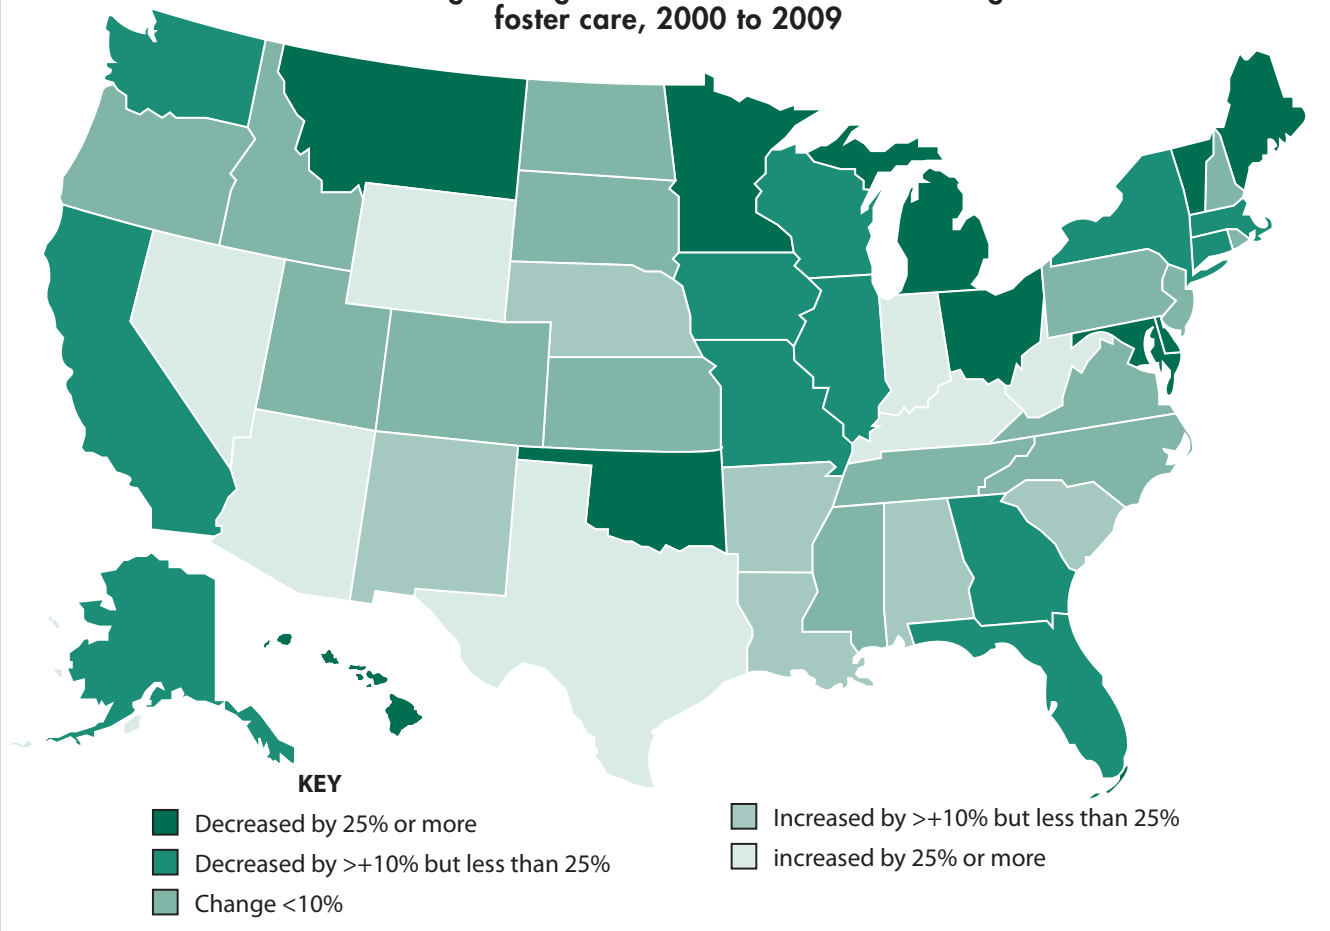 foster care, 2000 to 2009
KEY
Decreased by 25% or more
Decreased by >+10% but less than 25%
Change <10%
Increased by >+10% but less than 25%
increased by 25% or more